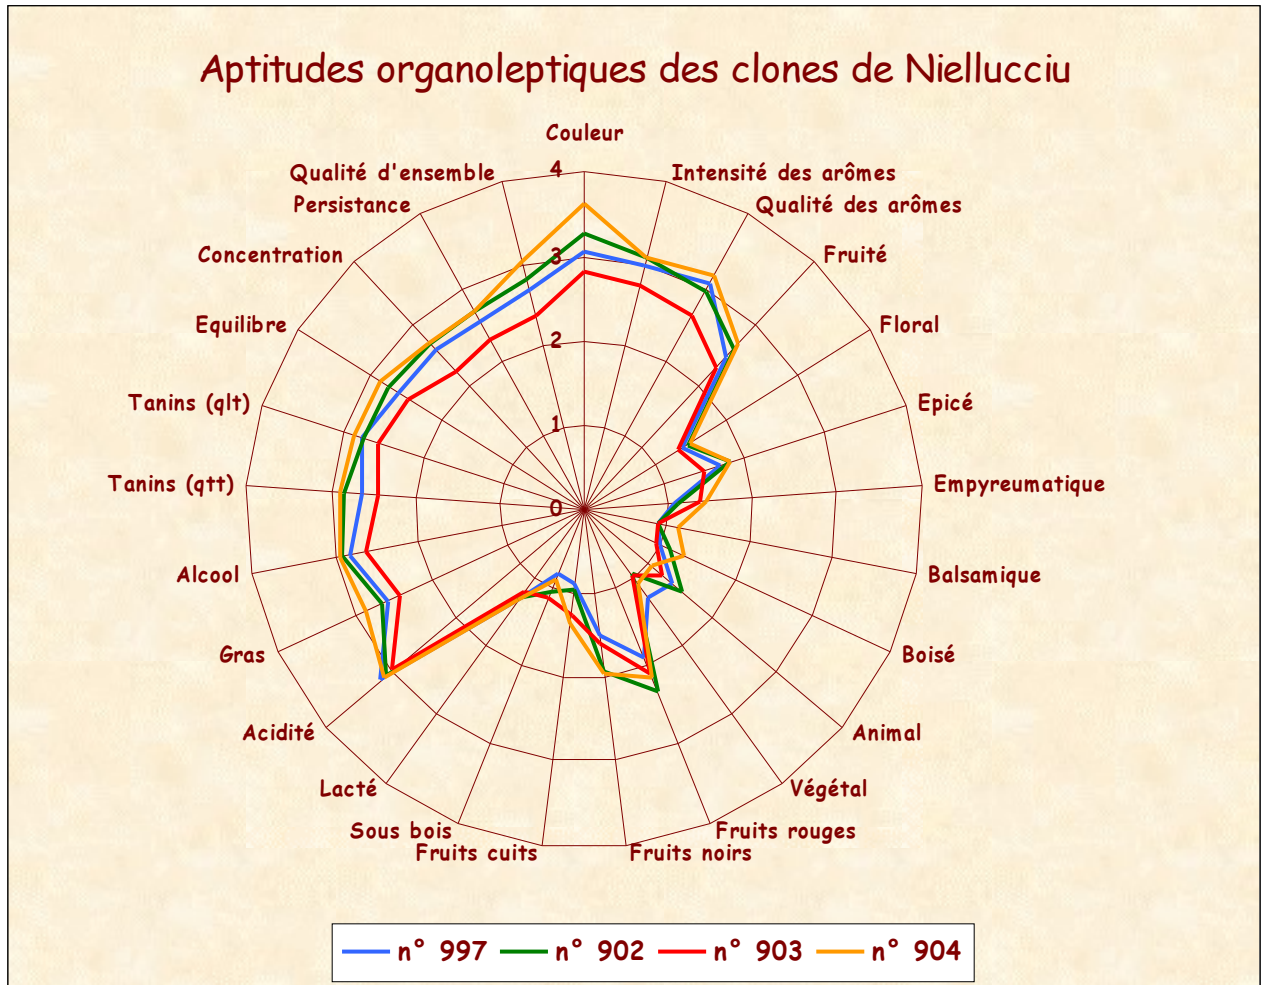 Aptitudes organoleptiques des clones de Niellucciu
Couleur
Qualité d'ensemble
4
Intensité des arômes
Persistance
Qualité des arômes
Concentration
Fruité
3
Equilibre
Floral
2
Tanins (qlt)
Epicé
1
Tanins (qtt)
Empyreumatique
0
Alcool
Balsamique
Gras
Boisé
Acidité
Animal
Lacté
Végétal
Sous bois
Fruits rouges
Fruits cuits
Fruits noirs
n° 997 n° 902 n° 903 n° 904